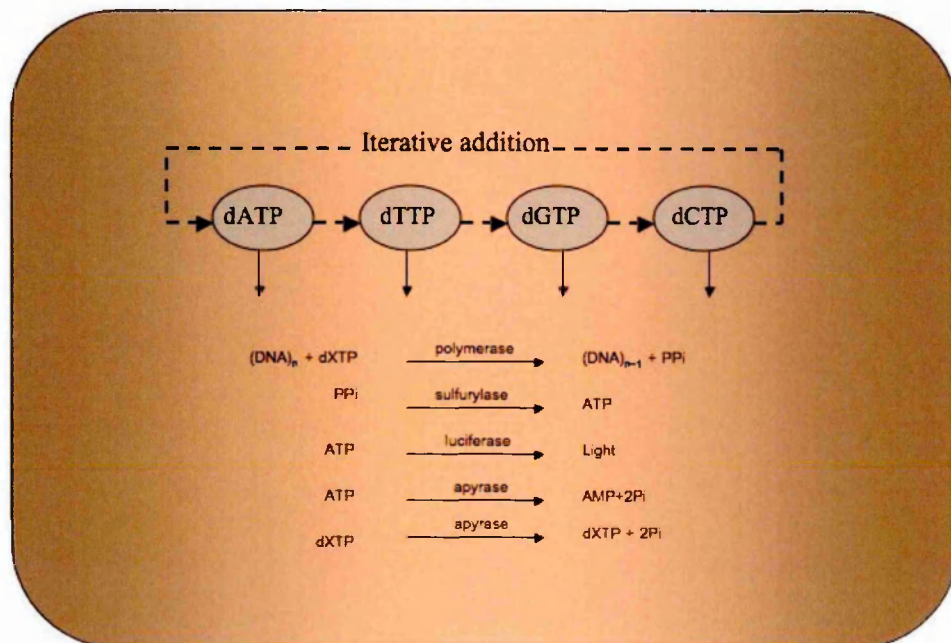 Iterative addition
dATP dTTP dGTP dCTP
(DNA)n + dXTP polymerase (DNA)n–1 + PPi
PPi sulfurylase ATP
ATP luciferase Light
ATP apyrase AMP+2Pi
dXTP apyrase dXTP + 2Pi